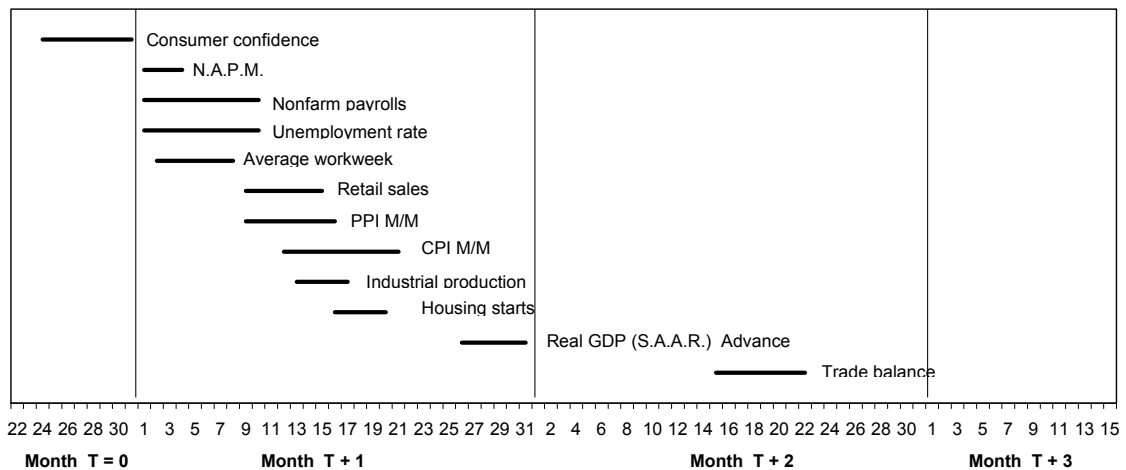 Consumer confidence
N.A.P.M.
Nonfarm payrolls
Unemployment rate
Average workweek
Retail sales
PPI M/M
CPI M/M
Industrial production
Housing starts
Real GDP (S.A.A.R.) Advance
Trade balance
22 24 26 28 30 1 3 5 7 9 11 13 15 17 19 21 23 25 27 29 31 2 4 6 8 10 12 14 16 18 20 22 24 26 28 30 1 3 5 7 9 11 13 15
Month T = 0 Month T + 1 Month T + 2 Month T + 3